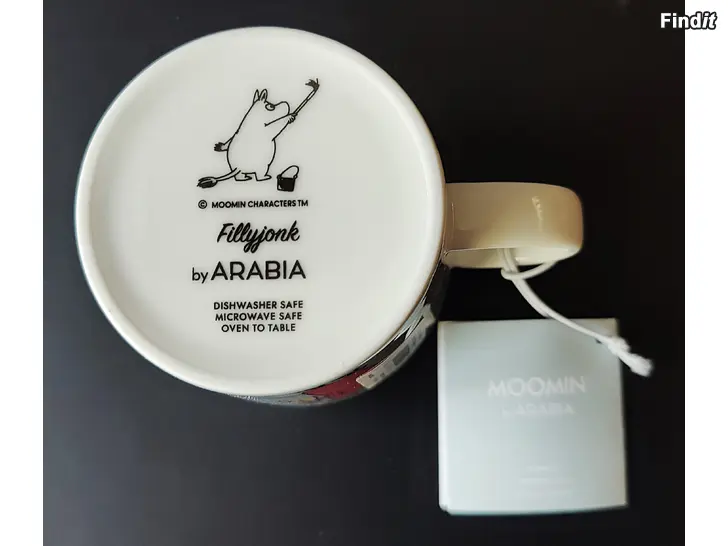 Findit
© MOOMIN CHARACTERS TM
Fillyjonk
by ARABIA
DISHWASHER SAFE
MICROWAVE SAFE
OVEN TO TABLE
MOOMIN
by ARABIA